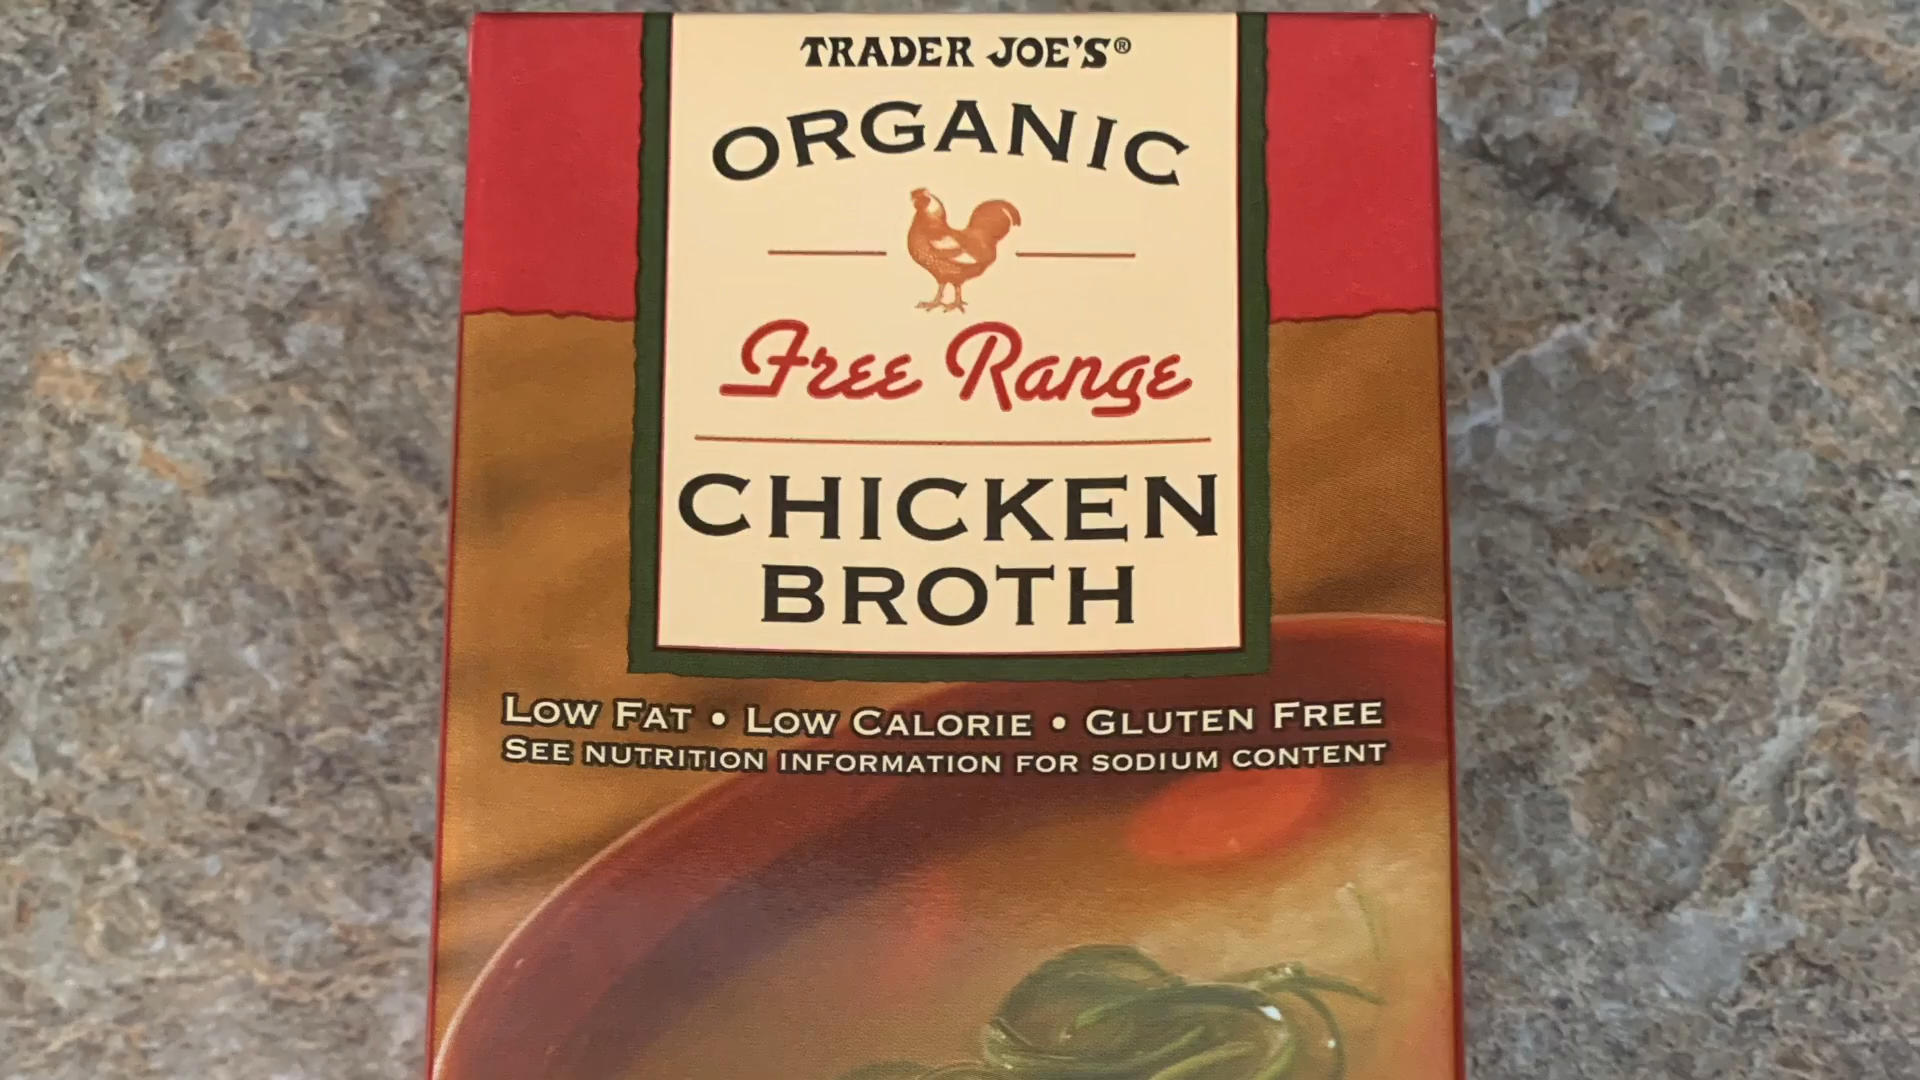 TRADER JOE'S®
ORGANIC
Free Range
CHICKEN
BROTH
LOW FAT • LOW CALORIE • GLUTEN FREE
SEE NUTRITION INFORMATION FOR SODIUM CONTENT